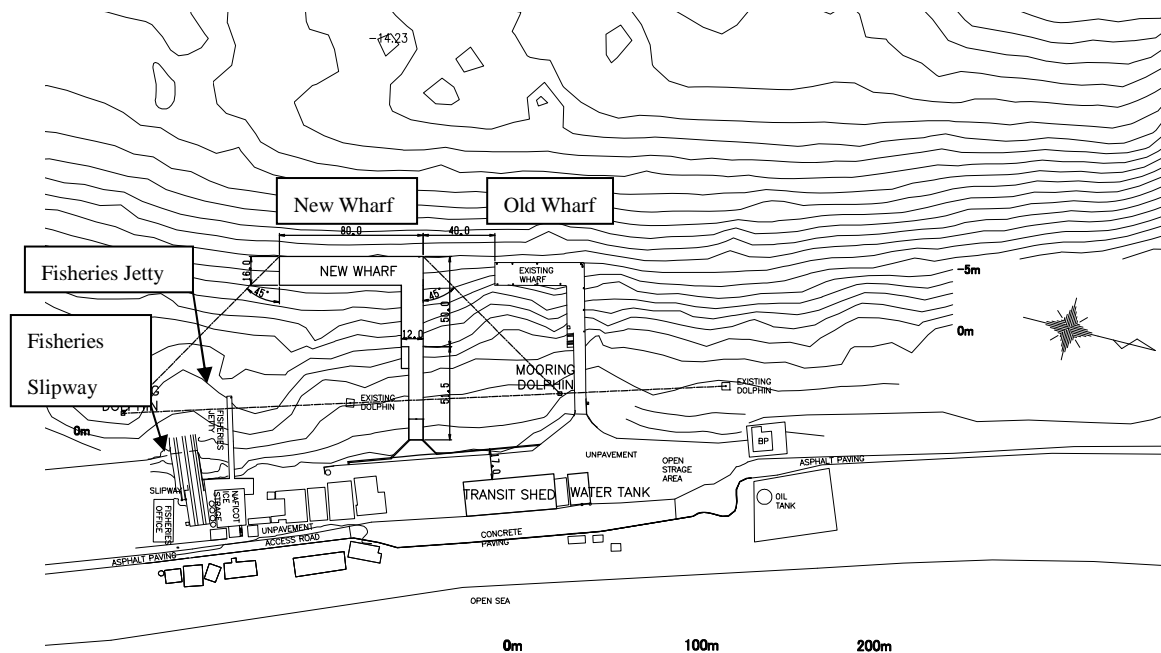 -14.23
New Wharf
Old Wharf
80.0
40.0
Fisheries Jetty
16.0
NEW WHARF
EXISTING
WHARF
-5m
45°
45°
50.0
0m
Fisheries
Slipway
12.0
MOORING
DOLPHIN
EXISTING
DOLPHIN
EXISTING
DOLPHIN
DOLPHIN
51.5
FISHERIES
JETTY
0m
BP
UNPAVEMENT
OPEN
STRAGE
AREA
ASPHALT PAVING
17.0
SLIPWAY
TRANSIT SHED
WATER TANK
NAFICOT
ICE
STRAGE
OIL
TANK
FISHERIES
OFFICE
UNPAVEMENT
ACCESS ROAD
CONCRETE
PAVING
ASPHALT PAVING
OPEN SEA
0m
100m
200m